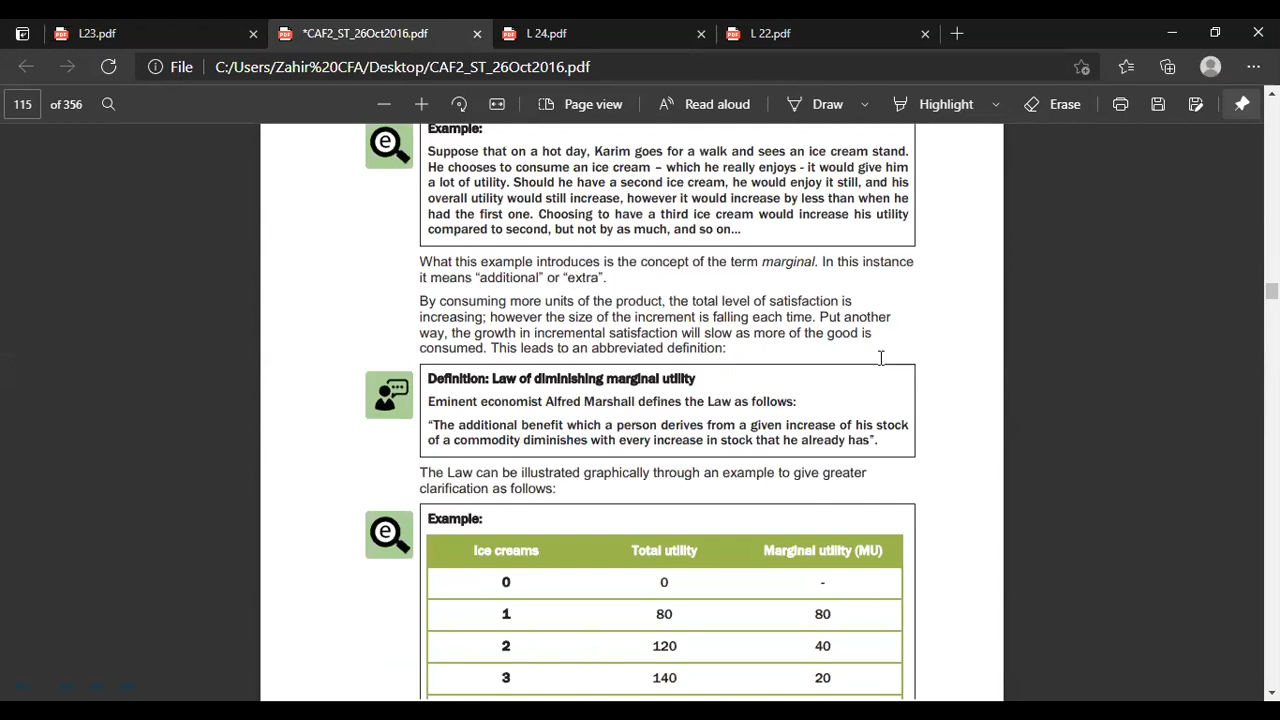 L23.pdf
*CAF2_ST_26Oct2016.pdf
L 24.pdf
L 22.pdf
File
C:/Users/Zahir%20CFA/Desktop/CAF2_ST_26Oct2016.pdf
115 of 356
Page view
Read aloud
Draw
Highlight
Erase
Example:
Suppose that on a hot day, Karim goes for a walk and sees an ice cream stand.
He chooses to consume an ice cream – which he really enjoys - it would give him
a lot of utility. Should he have a second ice cream, he would enjoy it still, and his
overall utility would still increase, however it would increase by less than when he
had the first one. Choosing to have a third ice cream would increase his utility
compared to second, but not by as much, and so on...
What this example introduces is the concept of the term marginal. In this instance
it means “additional” or “extra”.
By consuming more units of the product, the total level of satisfaction is
increasing; however the size of the increment is falling each time. Put another
way, the growth in incremental satisfaction will slow as more of the good is
consumed. This leads to an abbreviated definition:
Definition: Law of diminishing marginal utility
Eminent economist Alfred Marshall defines the Law as follows:
“The additional benefit which a person derives from a given increase of his stock
of a commodity diminishes with every increase in stock that he already has”.
The Law can be illustrated graphically through an example to give greater
clarification as follows:
Example:
Ice creams Total utility Marginal utility (MU)
0 0 -
1 80 80
2 120 40
3 140 20